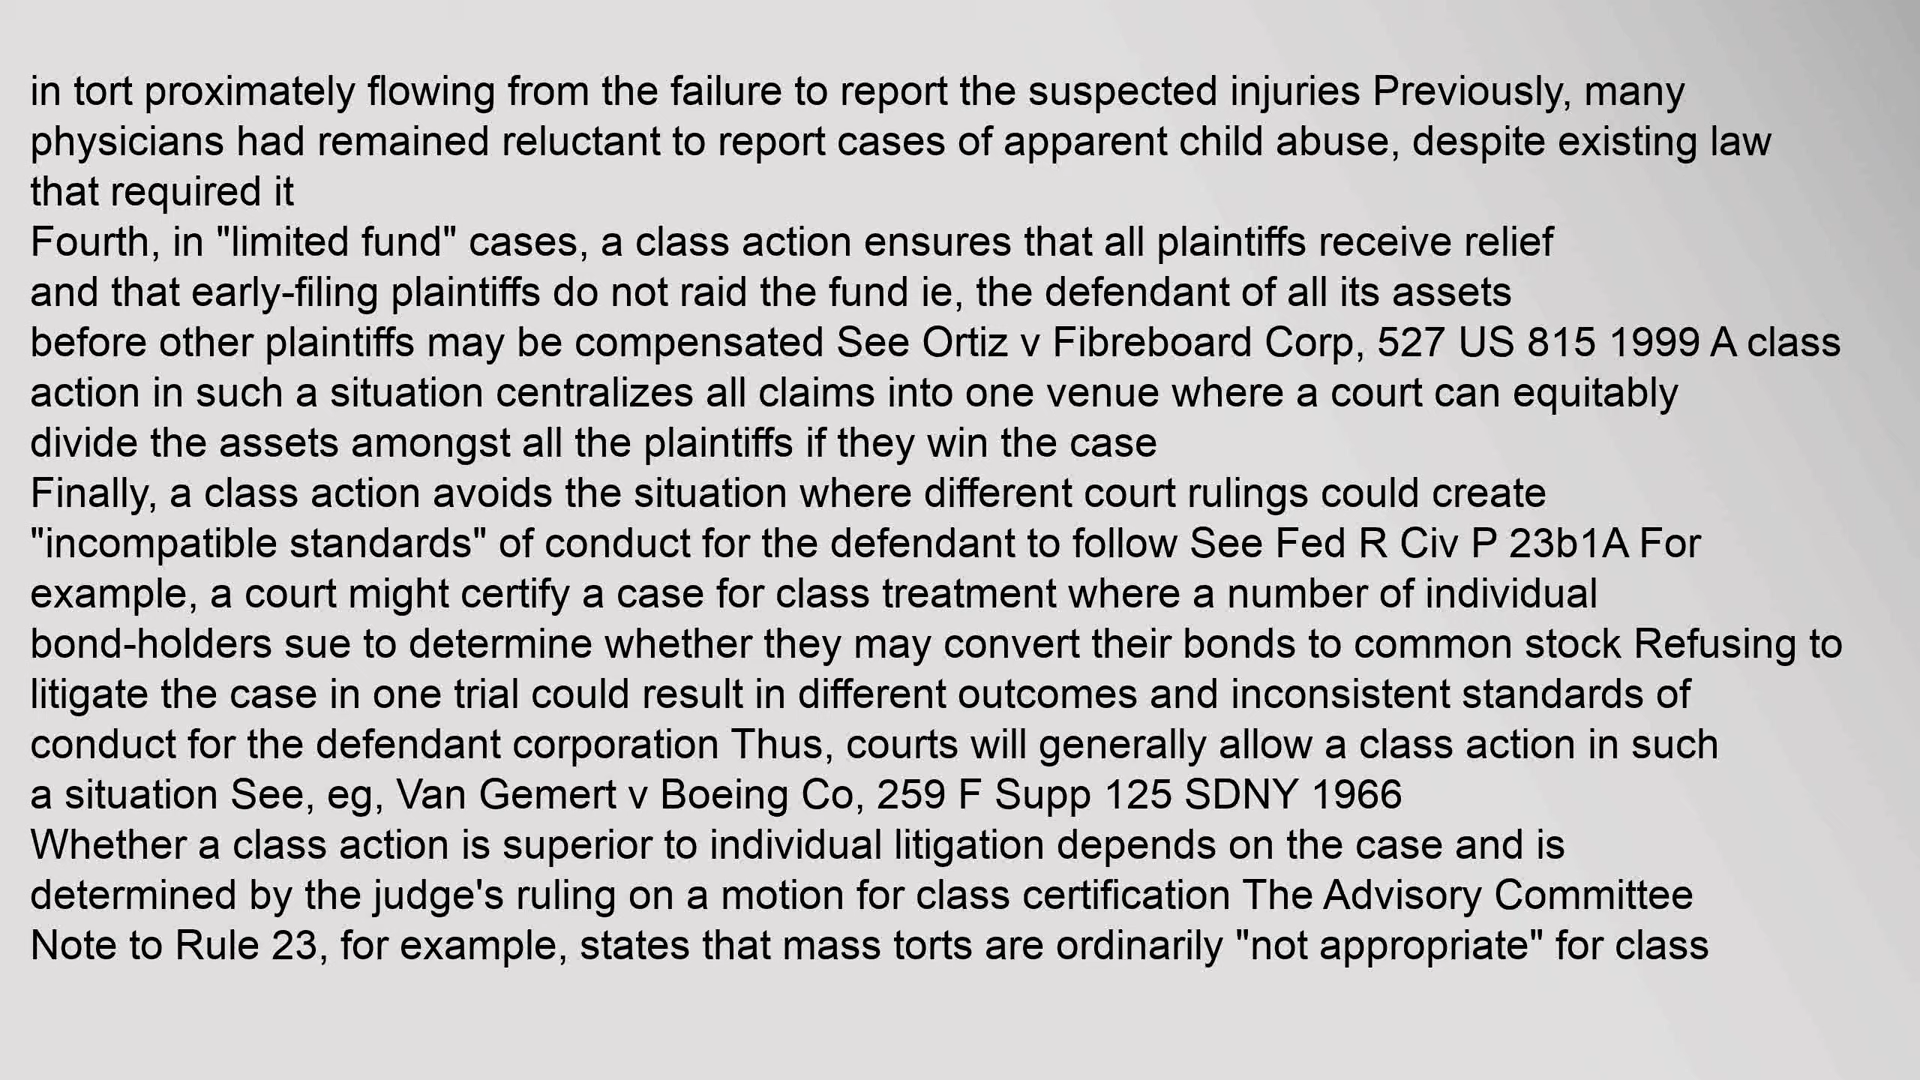 in tort proximately flowing from the failure to report the suspected injuries Previously, many
physicians had remained reluctant to report cases of apparent child abuse, despite existing law
that required it
Fourth, in "limited fund" cases, a class action ensures that all plaintiffs receive relief
and that early-filing plaintiffs do not raid the fund ie, the defendant of all its assets
before other plaintiffs may be compensated See Ortiz v Fibreboard Corp, 527 US 815 1999 A class
action in such a situation centralizes all claims into one venue where a court can equitably
divide the assets amongst all the plaintiffs if they win the case
Finally, a class action avoids the situation where different court rulings could create
"incompatible standards" of conduct for the defendant to follow See Fed R Civ P 23b1A For
example, a court might certify a case for class treatment where a number of individual
bond-holders sue to determine whether they may convert their bonds to common stock Refusing to
litigate the case in one trial could result in different outcomes and inconsistent standards of
conduct for the defendant corporation Thus, courts will generally allow a class action in such
a situation See, eg, Van Gemert v Boeing Co, 259 F Supp 125 SDNY 1966
Whether a class action is superior to individual litigation depends on the case and is
determined by the judge's ruling on a motion for class certification The Advisory Committee
Note to Rule 23, for example, states that mass torts are ordinarily "not appropriate" for class